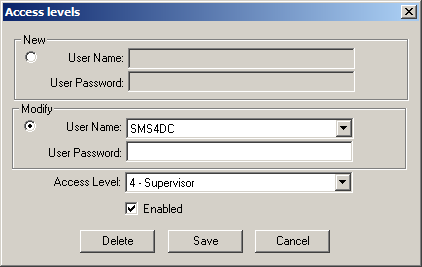 Access levels
New
User Name:
User Password:
Modify
User Name: SMS4DC
User Password:
Access Level: 4 - Supervisor
Enabled
Delete Save Cancel